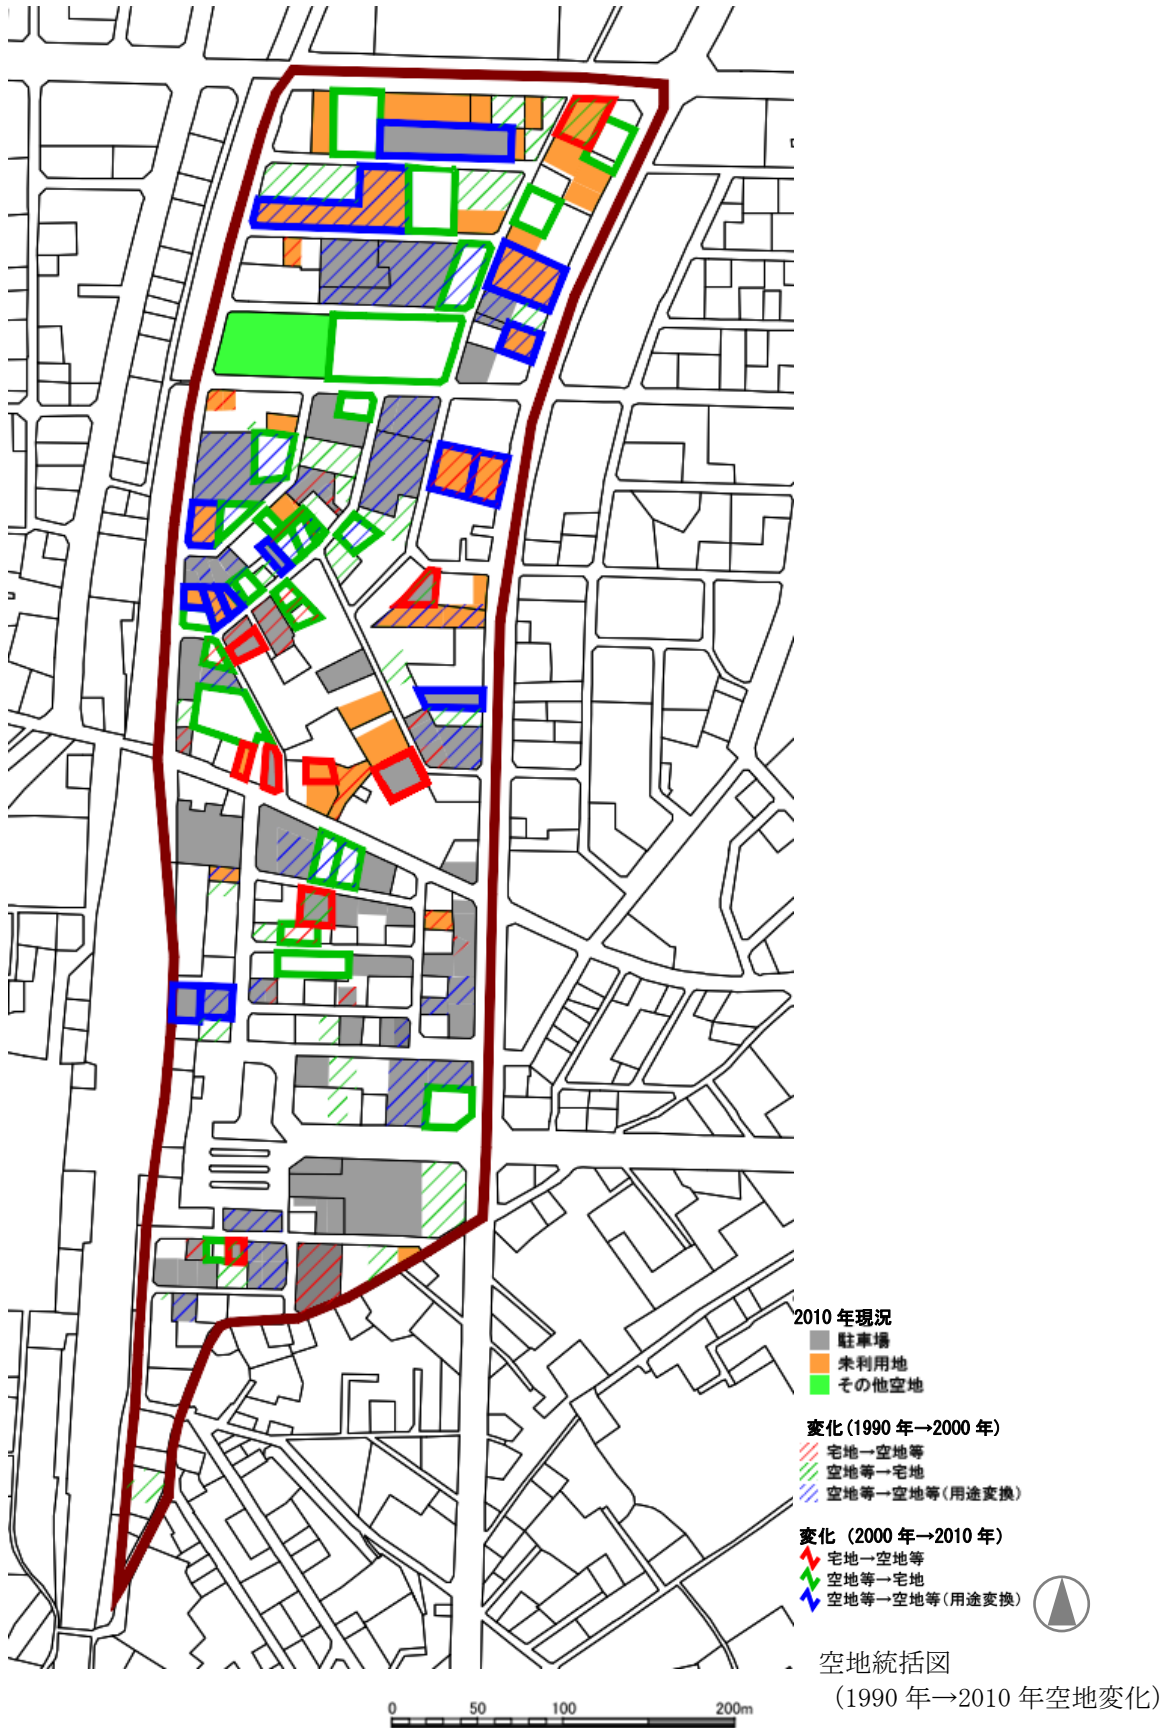 2010 年現況
駐車場
未利用地
その他空地
変化(1990 年→2000 年)
宅地→空地等
空地等→宅地
空地等→空地等(用途変換)
変化 (2000 年→2010 年)
宅地→空地等
空地等→宅地
空地等→空地等(用途変換)
空地統括図
(1990 年→2010 年空地変化)
0 50 100 200m